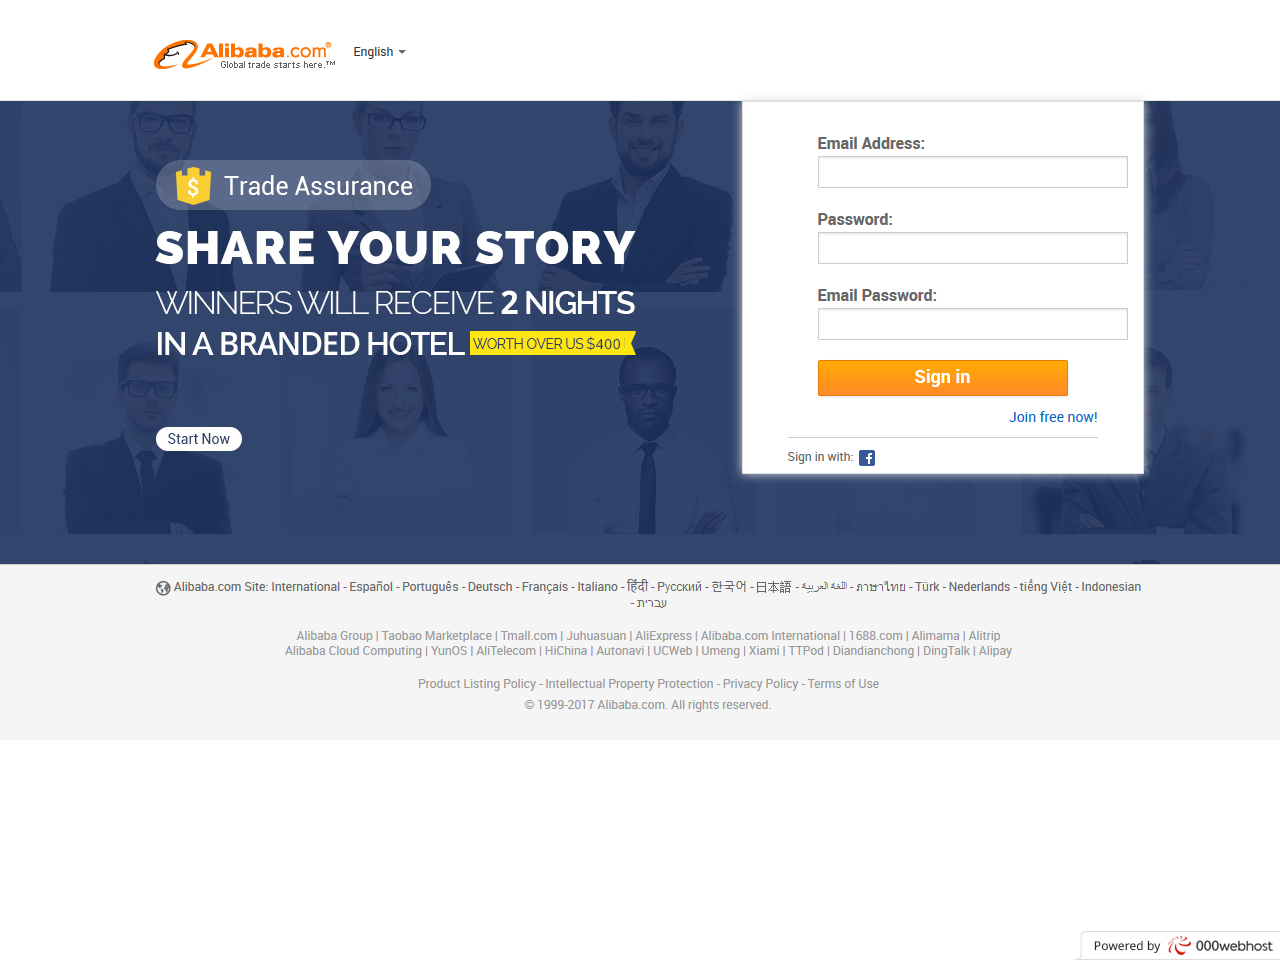 Alibaba.com®
Global trade starts here.™
English
Trade Assurance
SHARE YOUR STORY
WINNERS WILL RECEIVE 2 NIGHTS
IN A BRANDED HOTEL WORTH OVER US $400
Start Now
Email Address:
Password:
Email Password:
Sign in
Join free now!
Sign in with:
Alibaba.com Site: International - Español - Português - Deutsch - Français - Italiano - हिंदी - Pусский - 한국어 - 日本語 - اللغة العربية - ภาษาไทย - Türk - Nederlands - tiếng Việt - Indonesian
- עברית
Alibaba Group | Taobao Marketplace | Tmall.com | Juhuasuan | AliExpress | Alibaba.com International | 1688.com | Alimama | Alitrip
Alibaba Cloud Computing | YunOS | AliTelecom | HiChina | Autonavi | UCWeb | Umeng | Xiami | TTPod | Diandianchong | DingTalk | Alipay
Product Listing Policy - Intellectual Property Protection - Privacy Policy - Terms of Use
© 1999-2017 Alibaba.com. All rights reserved.
Powered by 000webhost